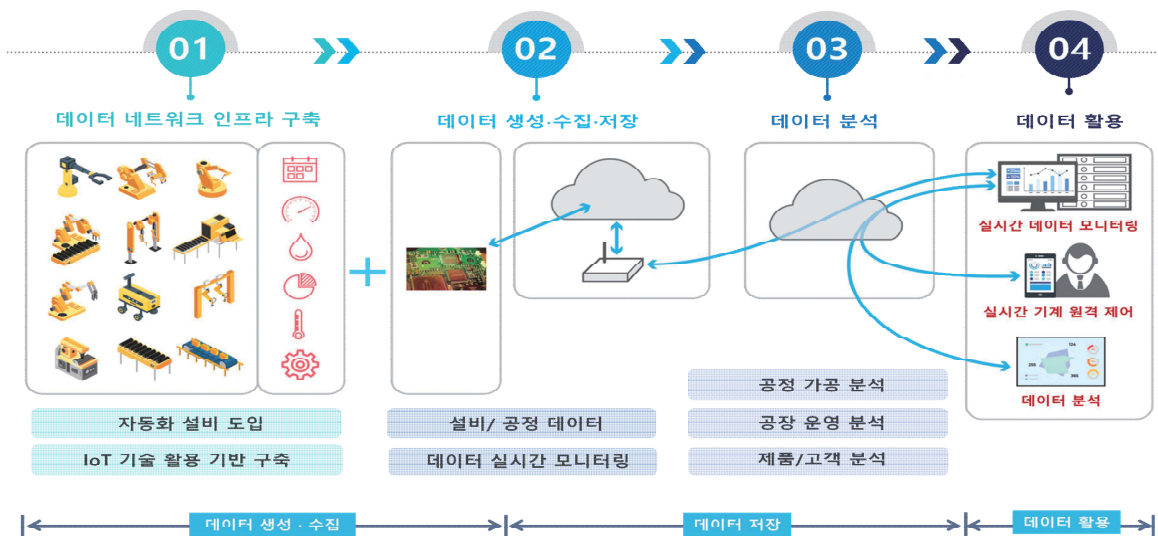 01
02
03
04
데이터 네트워크 인프라 구축
데이터 생성·수집·저장
데이터 분석
데이터 활용
실시간 데이터 모니터링
실시간 기계 원격 제어
데이터 분석
자동화 설비 도입
IoT 기술 활용 기반 구축
설비/ 공정 데이터
데이터 실시간 모니터링
공정 가공 분석
공장 운영 분석
제품/고객 분석
데이터 생성 · 수집
데이터 저장
데이터 활용